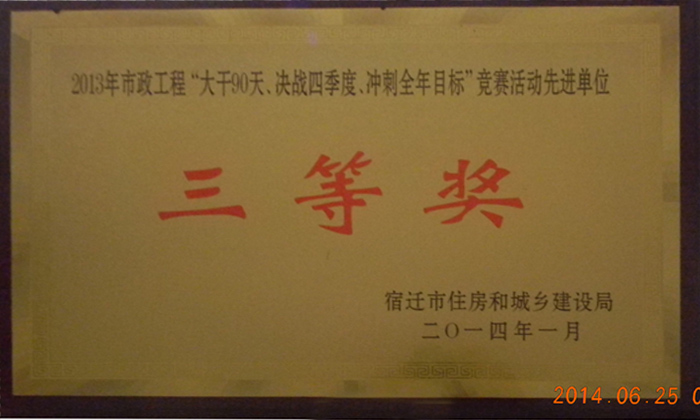 2013年市政工程“大干90天、决战四季度、冲刺全年目标”竞赛活动先进单位
三等奖
宿迁市住房和城乡建设局
二〇一四年一月
2014.06.25